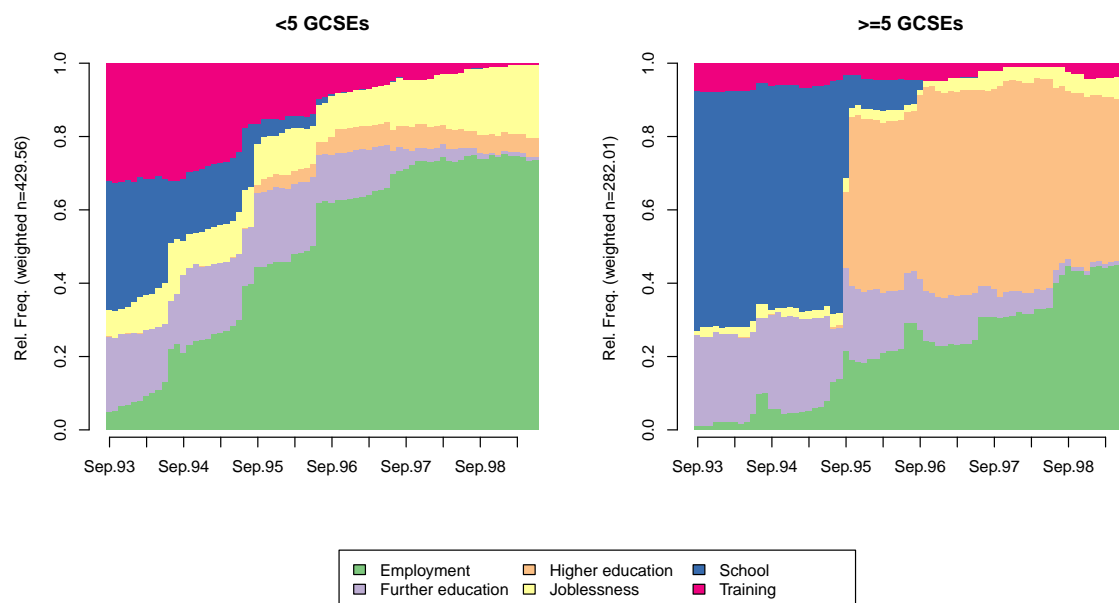 <5 GCSEs
Rel. Freq. (weighted n=429.56)
1.0
0.8
0.6
0.4
0.2
0.0
Sep.93 Sep.94 Sep.95 Sep.96 Sep.97 Sep.98
>=5 GCSEs
Rel. Freq. (weighted n=282.01)
1.0
0.8
0.6
0.4
0.2
0.0
Sep.93 Sep.94 Sep.95 Sep.96 Sep.97 Sep.98
Employment Higher education School
Further education Joblessness Training